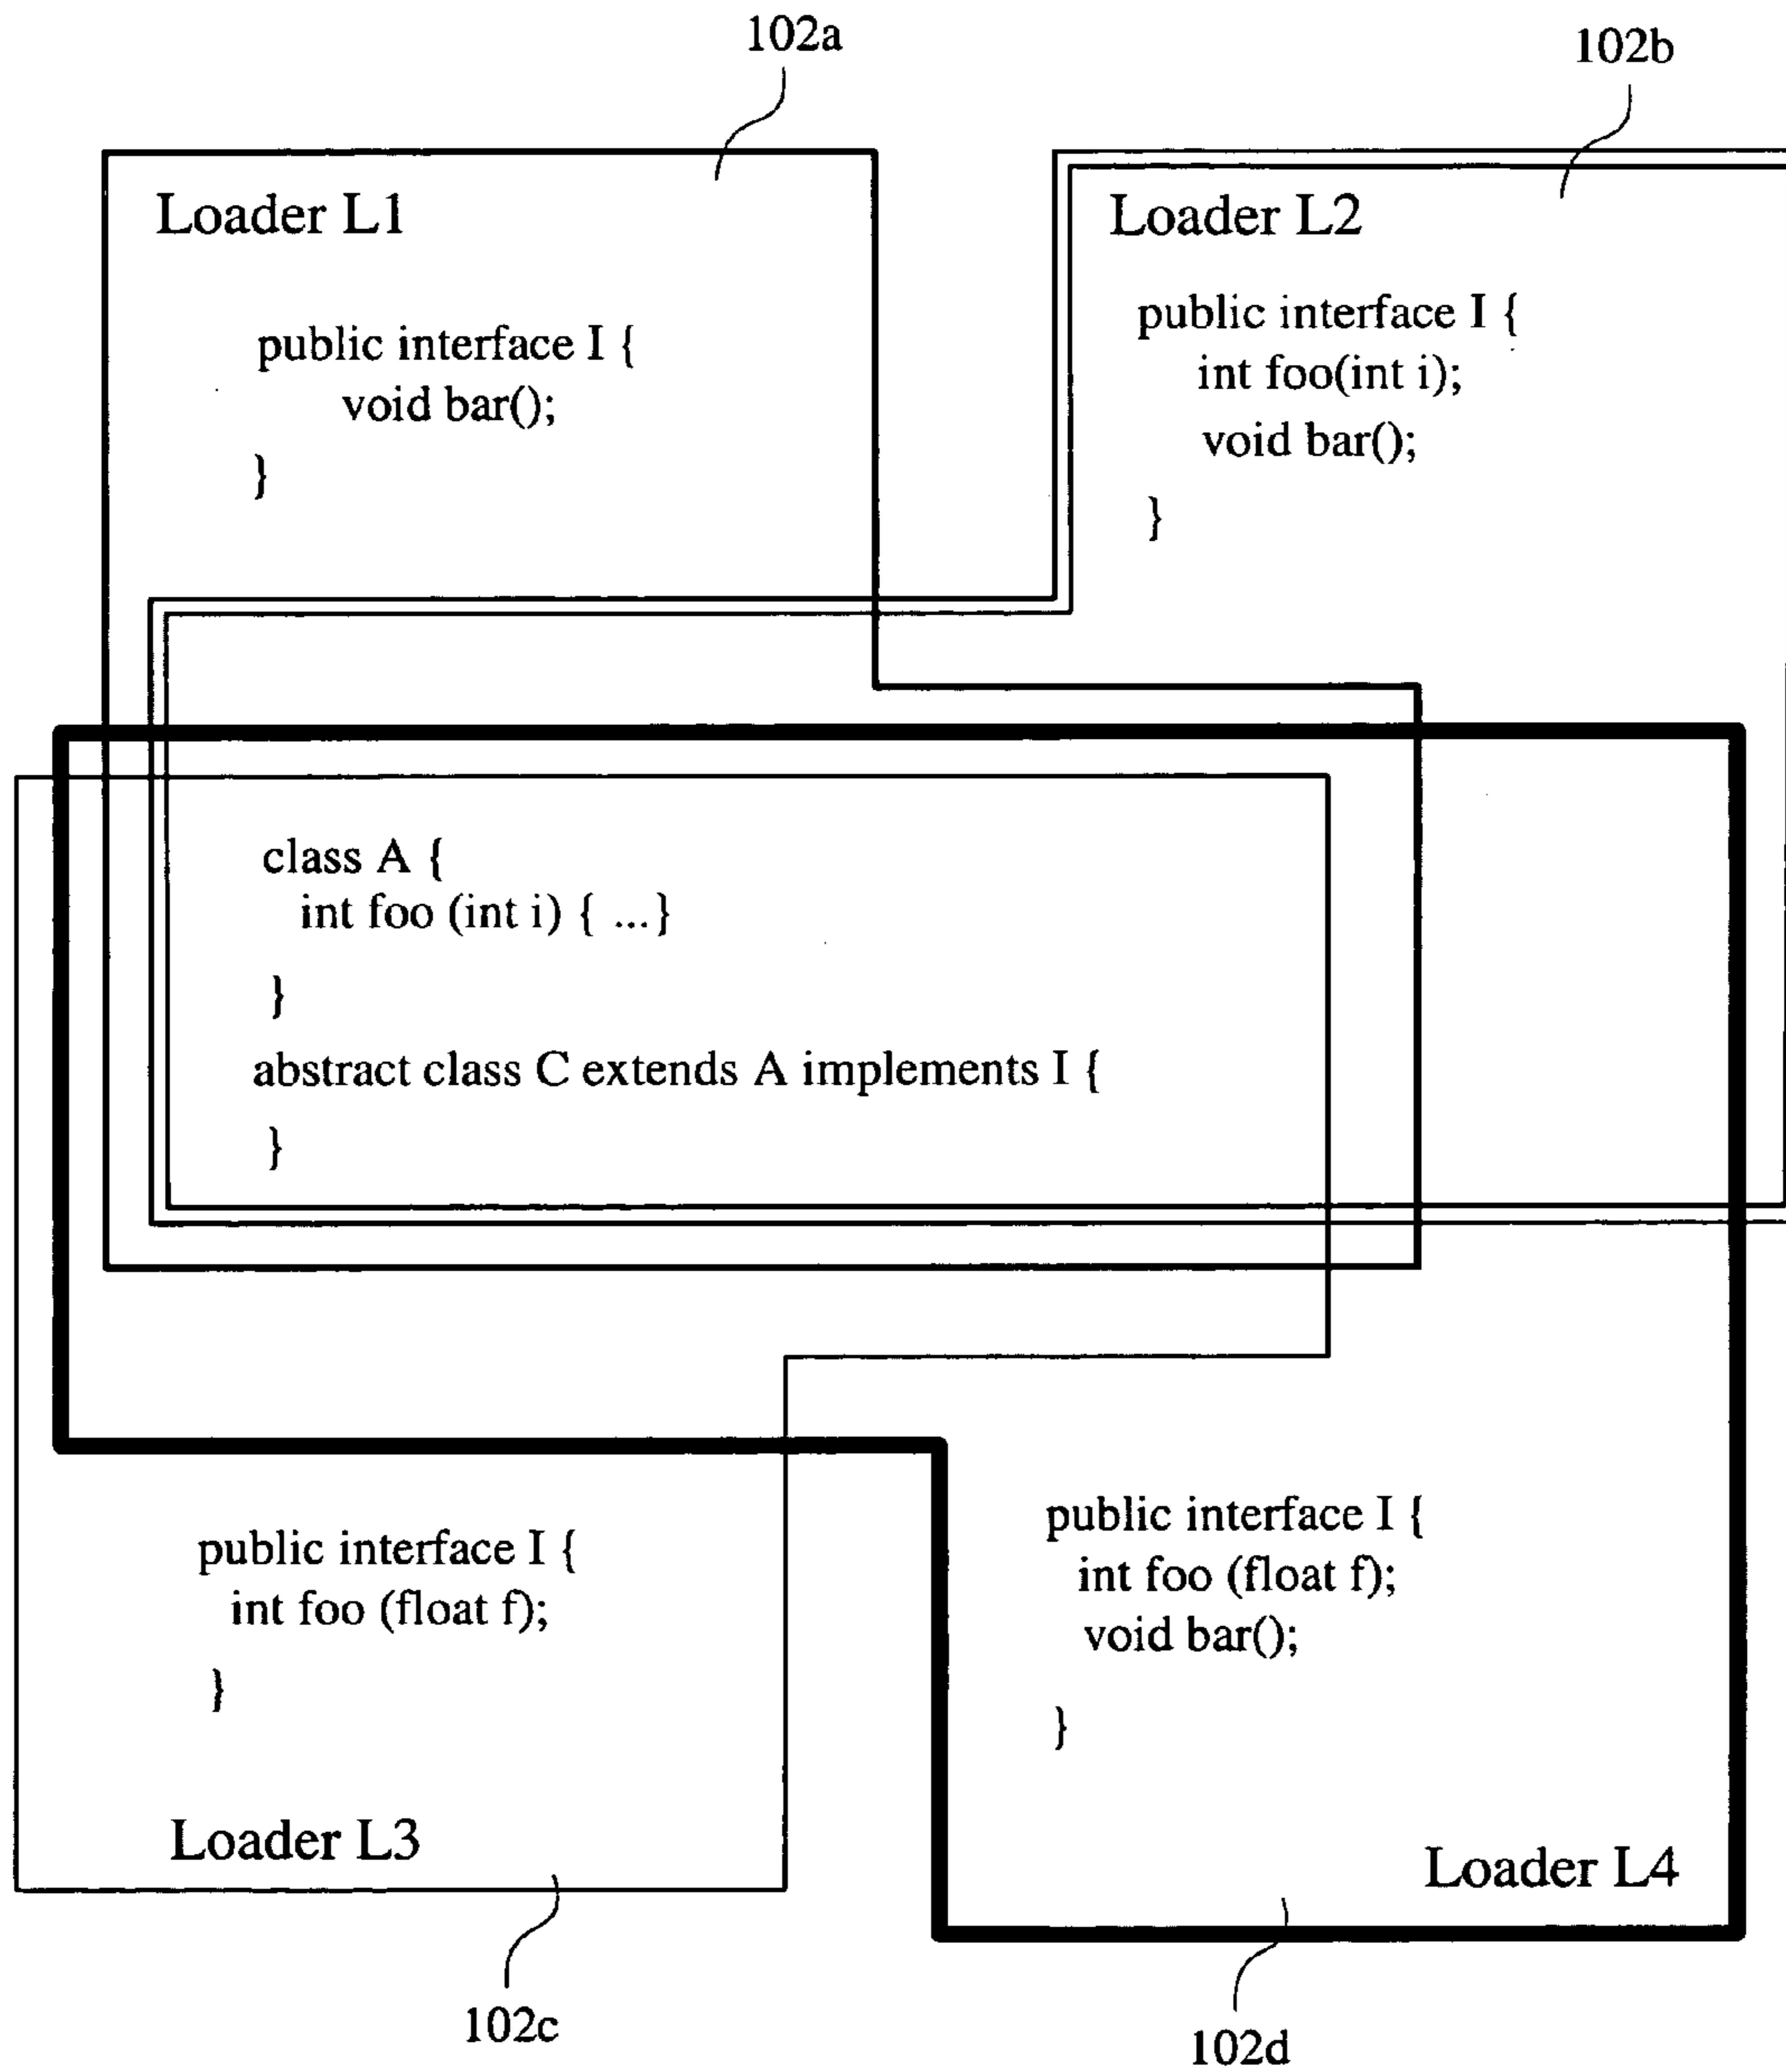 102a
102b
Loader L1
public interface I {
void bar();
}
Loader L2
public interface I {
int foo(int i);
void bar();
}
class A {
int foo (int i) { ...}
}
abstract class C extends A implements I {
}
public interface I {
int foo (float f);
}
Loader L3
public interface I {
int foo (float f);
void bar();
}
Loader L4
102c
102d